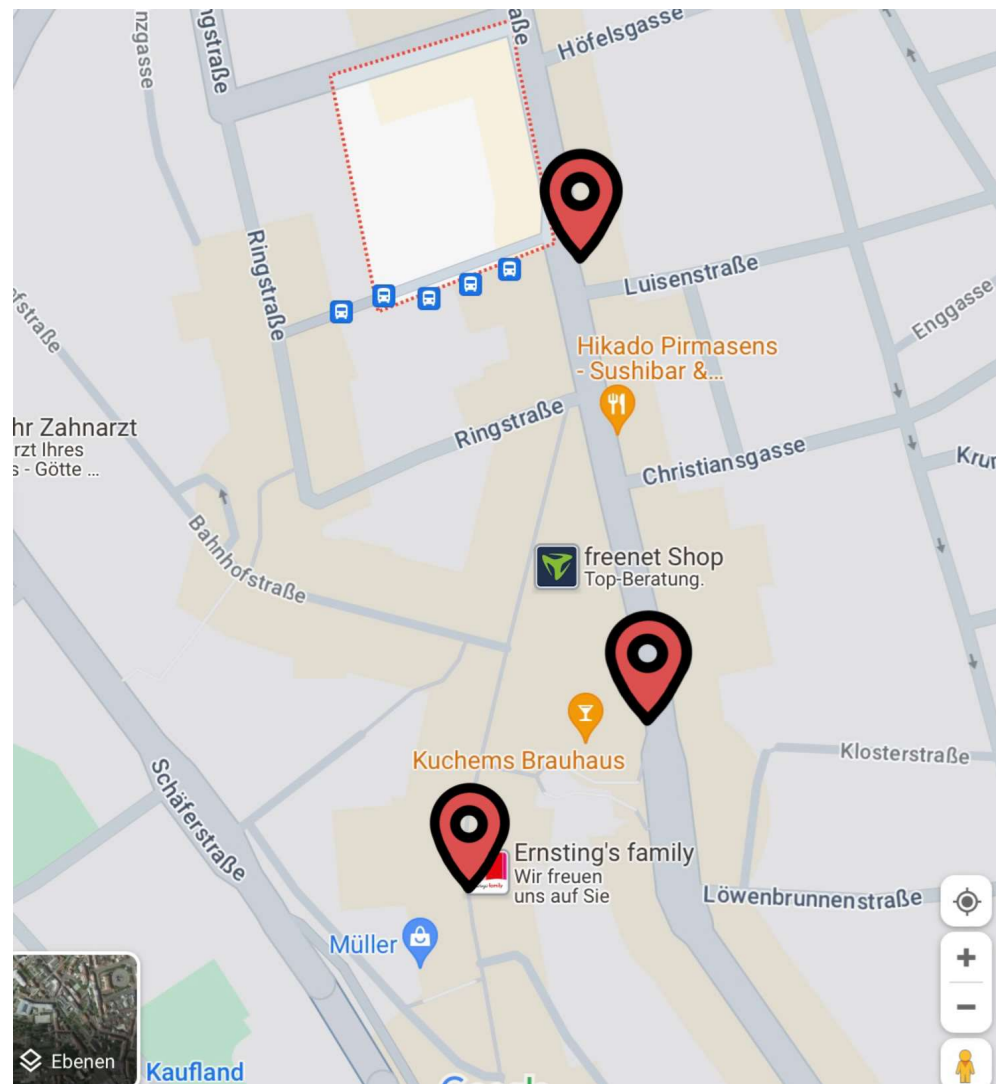 Höfelsgasse
Ringstraße
Luisenstraße
Enggasse
Hikado Pirmasens
- Sushibar &...
Ringstraße
hr Zahnarzt
rzt Ihres
s - Götte ...
Christiansgasse
Bahnhofstraße
freenet Shop
Top-Beratung.
Kuchems Brauhaus
Klosterstraße
Schäferstraße
Ernsting's family
Wir freuen
uns auf Sie
Löwenbrunnenstraße
Müller
Ebenen
Kaufland